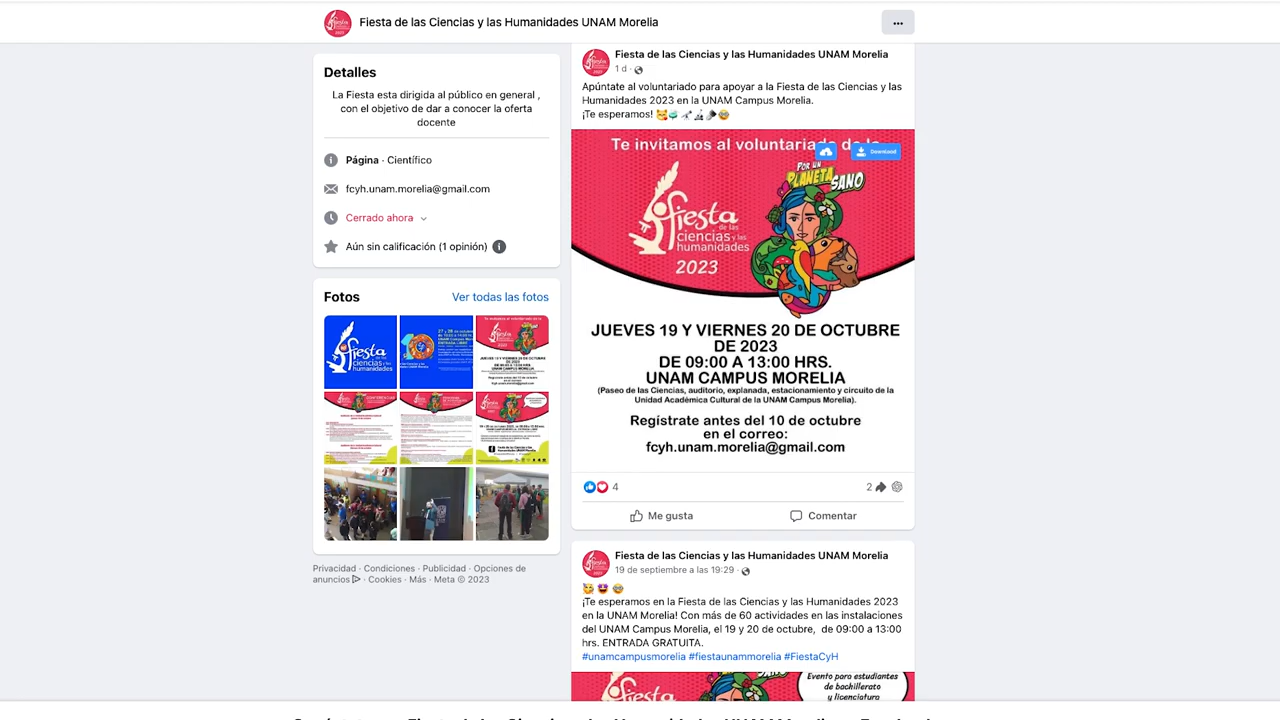 Fiesta de las Ciencias y las Humanidades UNAM Morelia
Detalles
La Fiesta esta dirigida al público en general ,
con el objetivo de dar a conocer la oferta
docente
Página · Científico
fcyh.unam.morelia@gmail.com
Cerrado ahora
Aún sin calificación (1 opinión)
Fotos
Ver todas las fotos
fiesta
de las
ciencias y las
humanidades
Privacidad · Condiciones · Publicidad · Opciones de
anuncios · Cookies · Más · Meta © 2023
Fiesta de las Ciencias y las Humanidades UNAM Morelia
1 d ·
Apúntate al voluntariado para apoyar a la Fiesta de las Ciencias y las
Humanidades 2023 en la UNAM Campus Morelia.
¡Te esperamos! 
Te invitamos al voluntariado de la
Download
POR UN
PLANETA
SANO
fiesta
de las
ciencias y las
humanidades
2023
JUEVES 19 Y VIERNES 20 DE OCTUBRE
DE 2023
DE 09:00 A 13:00 HRS.
UNAM CAMPUS MORELIA
(Paseo de las Ciencias, auditorio, explanada, estacionamiento y circuito de la
Unidad Acadèmica Cultural de la UNAM Campus Morelia).
Regístrate antes del 10 de octubre
en el correo:
fcyh.unam.morelia@gmail.com
4
2
Me gusta
Comentar
Fiesta de las Ciencias y las Humanidades UNAM Morelia
19 de septiembre a las 19:29 ·
¡Te esperamos en la Fiesta de las Ciencias y las Humanidades 2023
en la UNAM Morelia! Con más de 60 actividades en las instalaciones
del UNAM Campus Morelia, el 19 y 20 de octubre, de 09:00 a 13:00
hrs. ENTRADA GRATUITA.
#unamcampusmorelia #fiestaunammorelia #FiestaCyH
fiesta
Evento para estudiantes
de bachillerato
y licenciatura